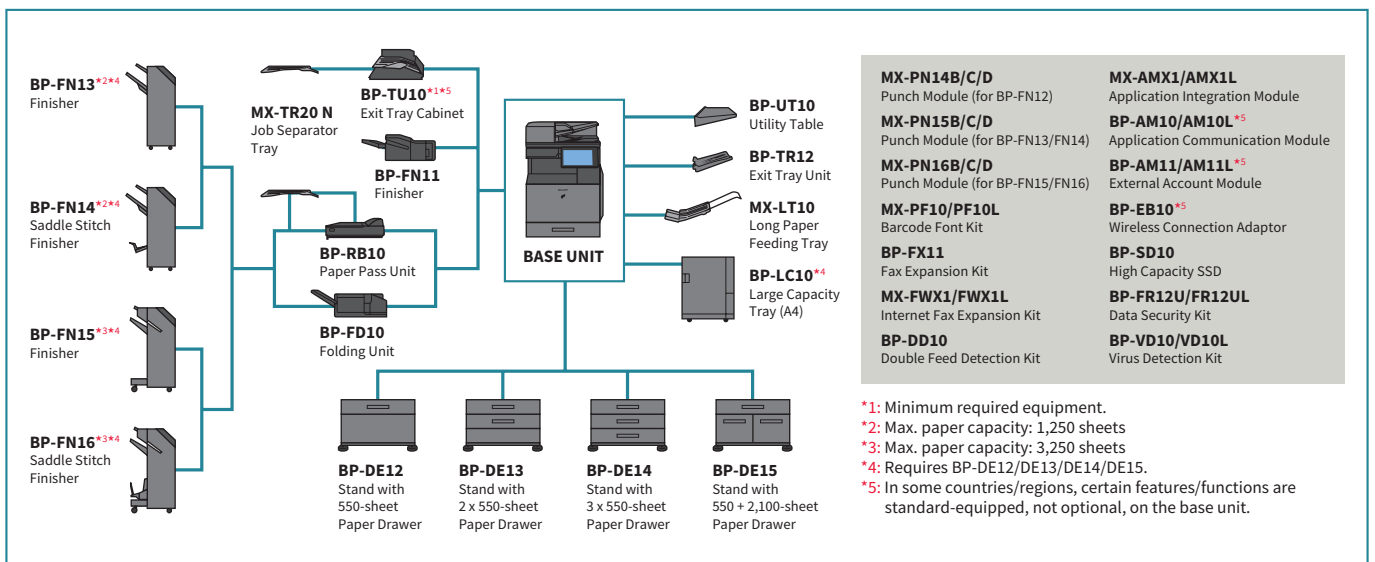 BP-FN13*2*4
Finisher
BP-FN14*2*4
Saddle Stitch
Finisher
BP-FN15*3*4
Finisher
BP-FN16*3*4
Saddle Stitch
Finisher
MX-TR20 N
Job Separator
Tray
BP-TU10*1*5
Exit Tray Cabinet
BP-FN11
Finisher
BP-RB10
Paper Pass Unit
BP-FD10
Folding Unit
BASE UNIT
BP-UT10
Utility Table
BP-TR12
Exit Tray Unit
MX-LT10
Long Paper
Feeding Tray
BP-LC10*4
Large Capacity
Tray (A4)
BP-DE12
Stand with
550-sheet
Paper Drawer
BP-DE13
Stand with
2 x 550-sheet
Paper Drawer
BP-DE14
Stand with
3 x 550-sheet
Paper Drawer
BP-DE15
Stand with
550 + 2,100-sheet
Paper Drawer
MX-PN14B/C/D
Punch Module (for BP-FN12)
MX-PN15B/C/D
Punch Module (for BP-FN13/FN14)
MX-PN16B/C/D
Punch Module (for BP-FN15/FN16)
MX-PF10/PF10L
Barcode Font Kit
BP-FX11
Fax Expansion Kit
MX-FWX1/FWX1L
Internet Fax Expansion Kit
BP-DD10
Double Feed Detection Kit
MX-AMX1/AMX1L
Application Integration Module
BP-AM10/AM10L*5
Application Communication Module
BP-AM11/AM11L*5
External Account Module
BP-EB10*5
Wireless Connection Adaptor
BP-SD10
High Capacity SSD
BP-FR12U/FR12UL
Data Security Kit
BP-VD10/VD10L
Virus Detection Kit
*1: Minimum required equipment.
*2: Max. paper capacity: 1,250 sheets
*3: Max. paper capacity: 3,250 sheets
*4: Requires BP-DE12/DE13/DE14/DE15.
*5: In some countries/regions, certain features/functions are
standard-equipped, not optional, on the base unit.